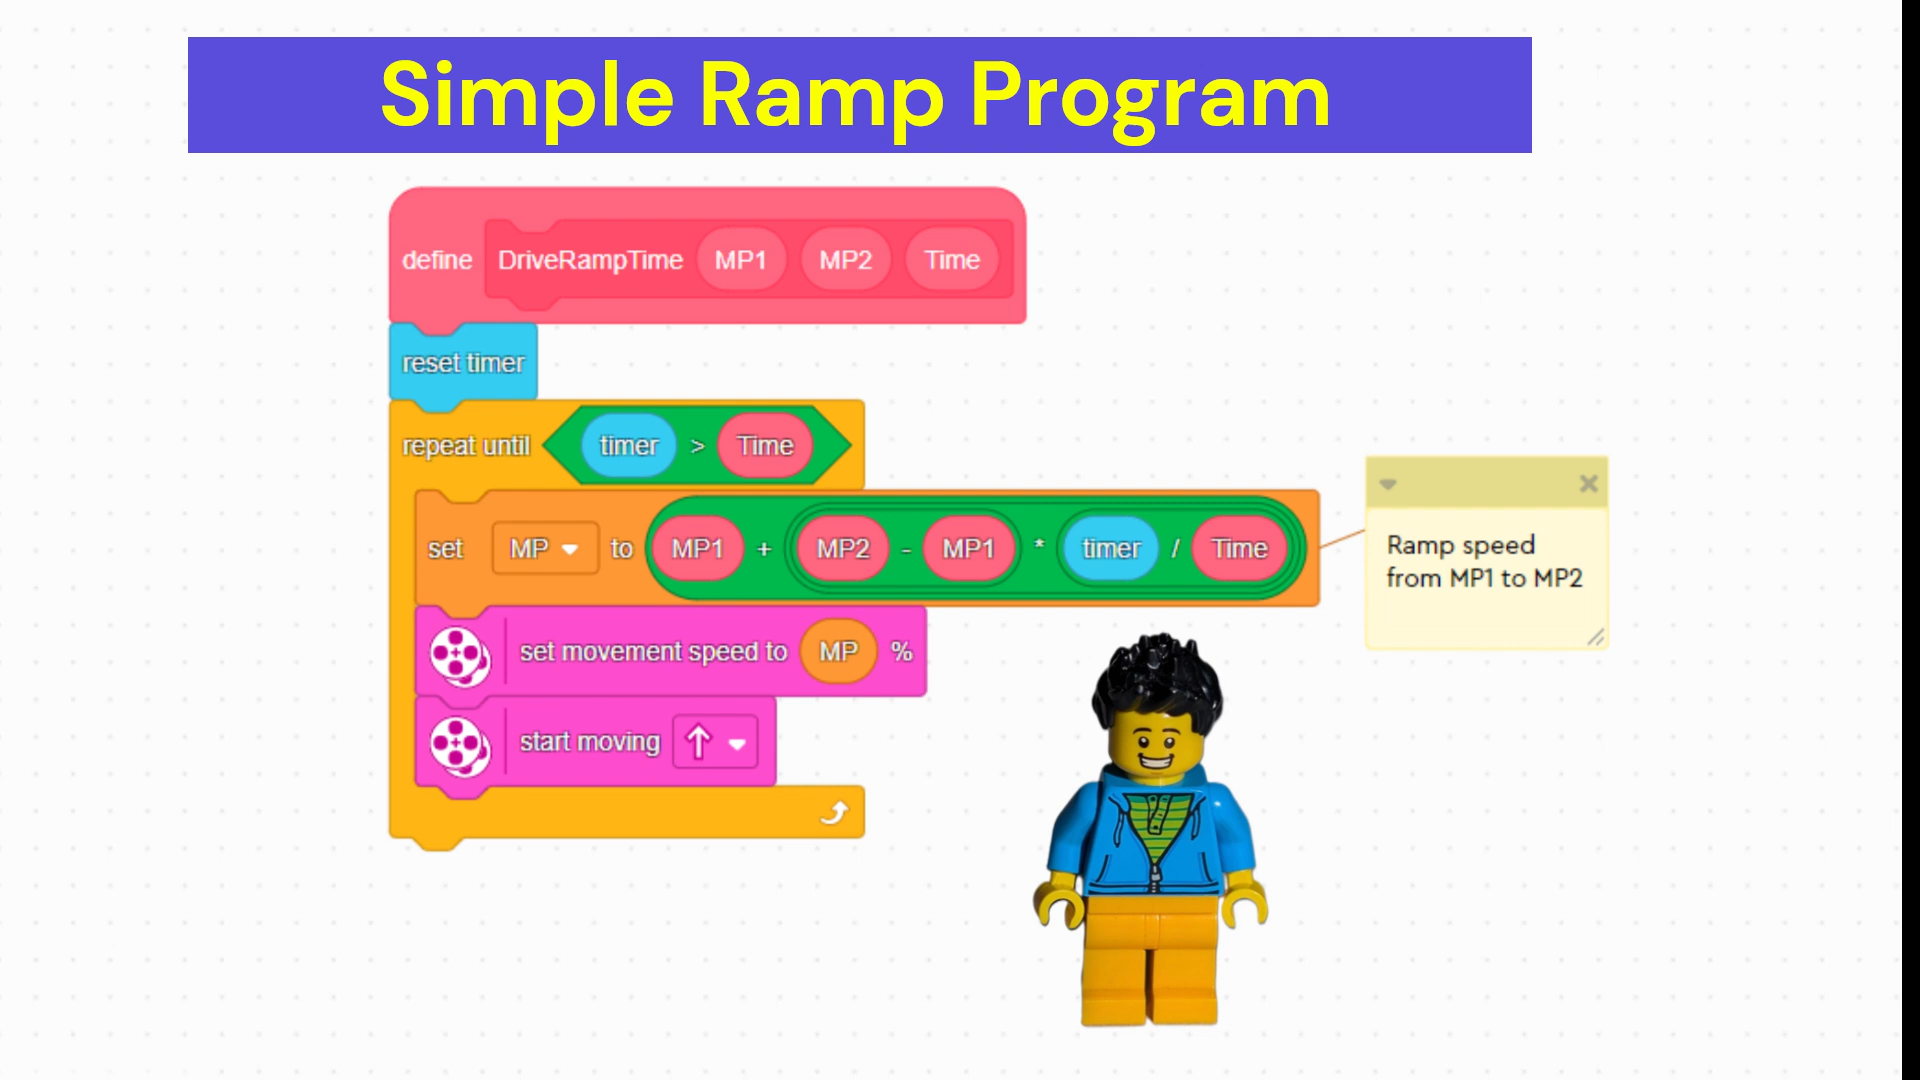 Simple Ramp Program
define DriveRampTime MP1 MP2 Time
reset timer
repeat until timer > Time
set MP to MP1 + MP2 - MP1 * timer / Time
Ramp speed
from MP1 to MP2
set movement speed to MP %
start moving